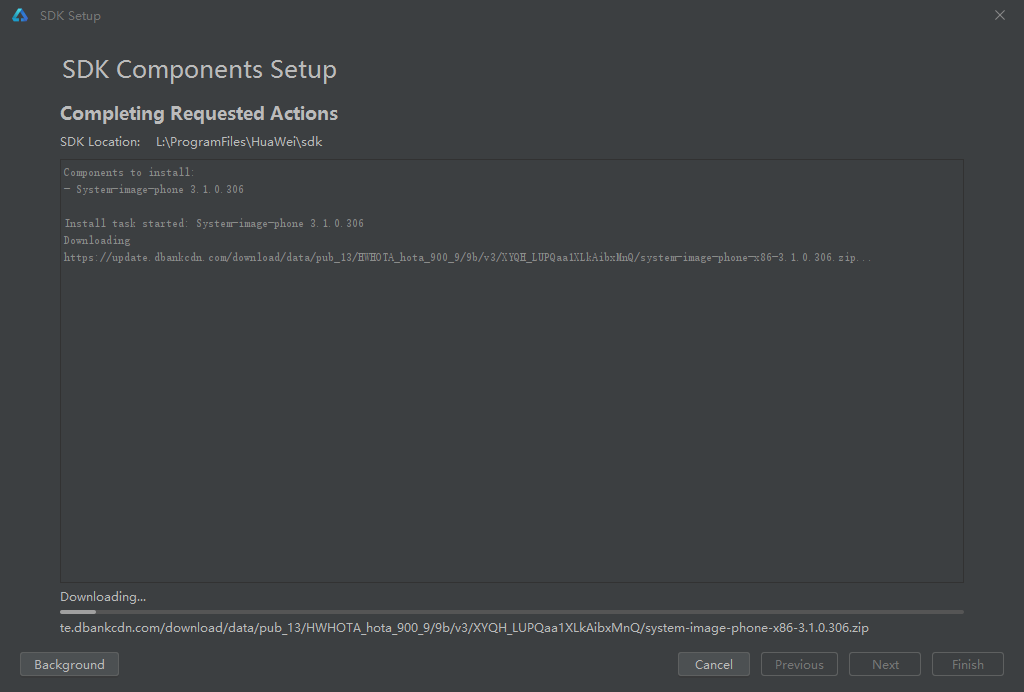 SDK Setup
SDK Components Setup
Completing Requested Actions
SDK Location: L:\ProgramFiles\HuaWei\sdk
Components to install:
- System-image-phone 3.1.0.306
Install task started: System-image-phone 3.1.0.306
Downloading
https://update.dbankcdn.com/download/data/pub_13/HWHOTA_hota_900_9/9b/v3/XYQH_LUPQaa1XLkAibxMnQ/system-image-phone-x86-3.1.0.306.zip...
Downloading...
te.dbankcdn.com/download/data/pub_13/HWHOTA_hota_900_9/9b/v3/XYQH_LUPQaa1XLkAibxMnQ/system-image-phone-x86-3.1.0.306.zip
Background Cancel Previous Next Finish